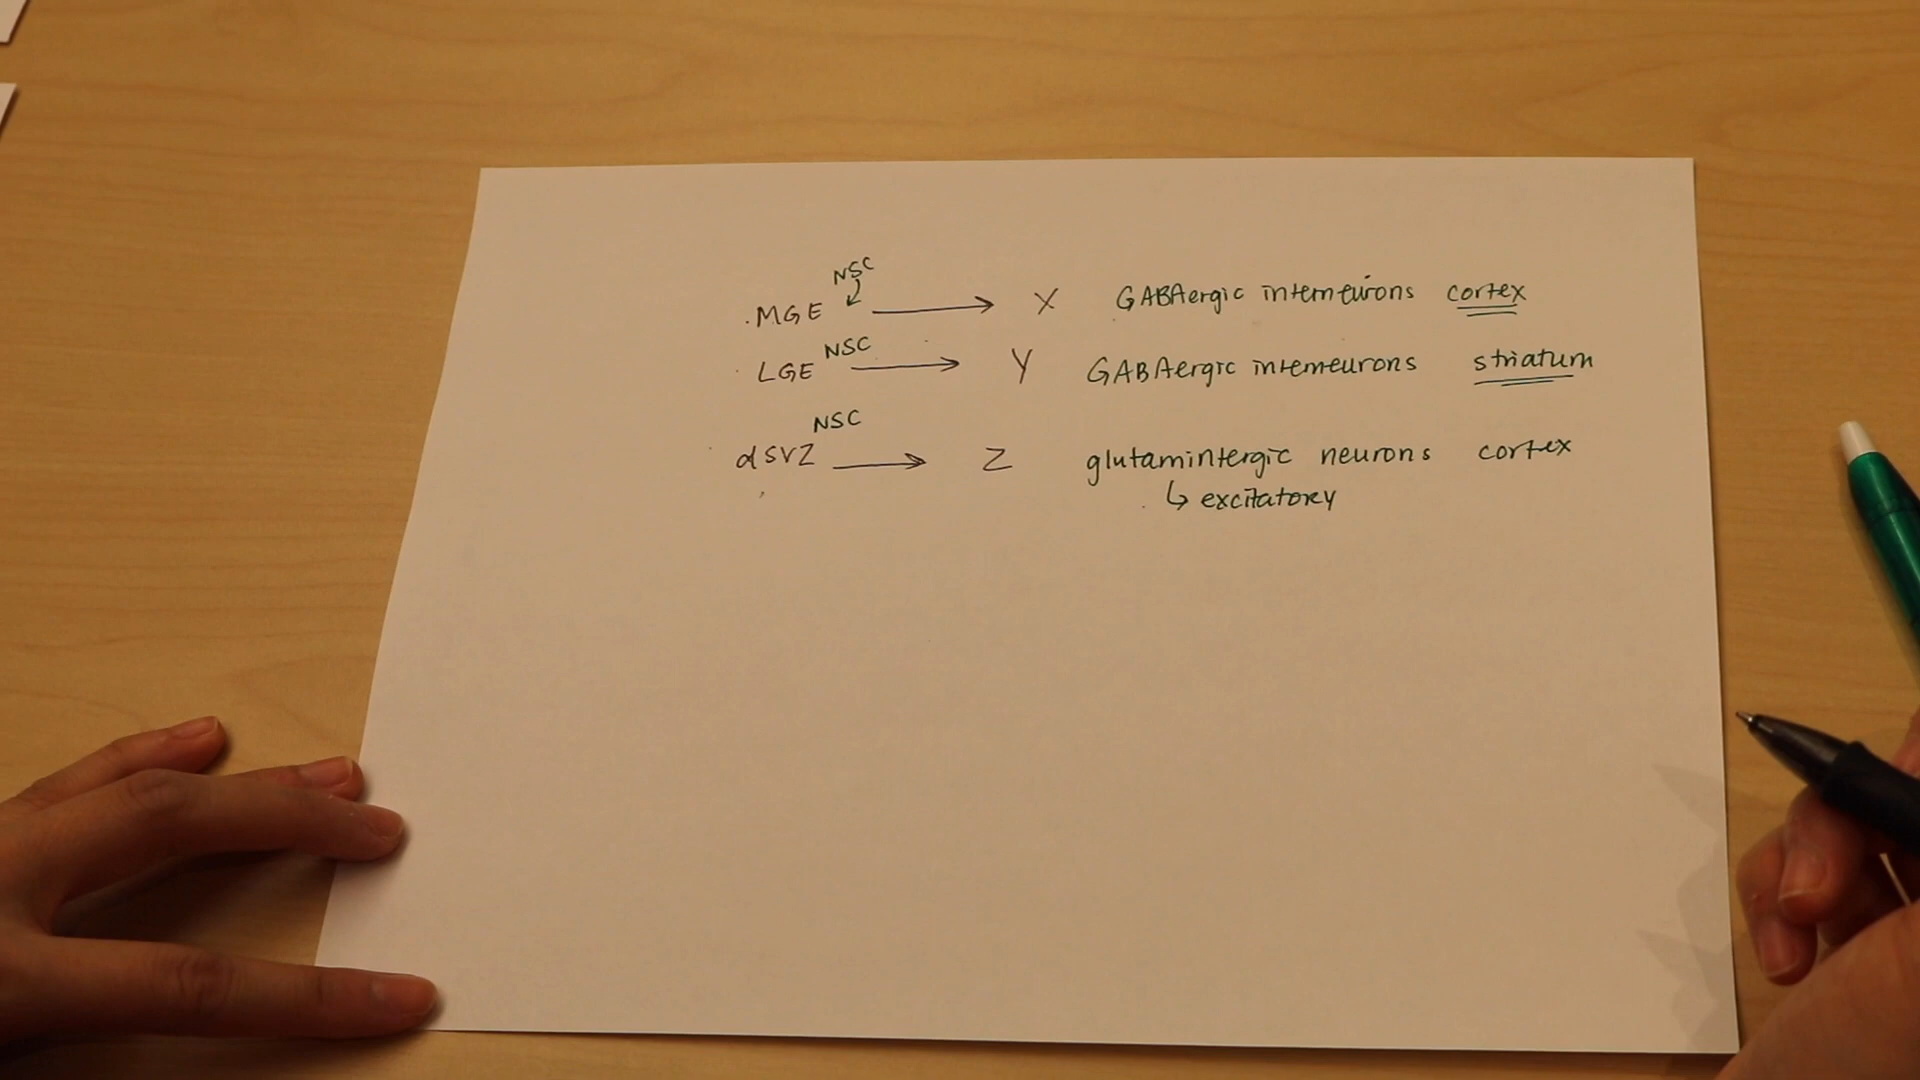 NSC
MGE → X GABAergic interneurons cortex
LGE NSC → Y GABAergic interneurons striatum
NSC
dSVZ → Z glutamintergic neurons cortex
↳ excitatory